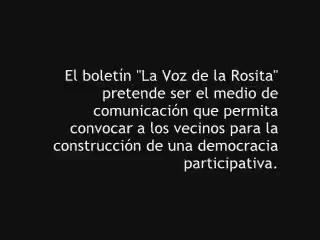 El boletín "La Voz de la Rosita"
pretende ser el medio de
comunicación que permita
convocar a los vecinos para la
construcción de una democracia
participativa.